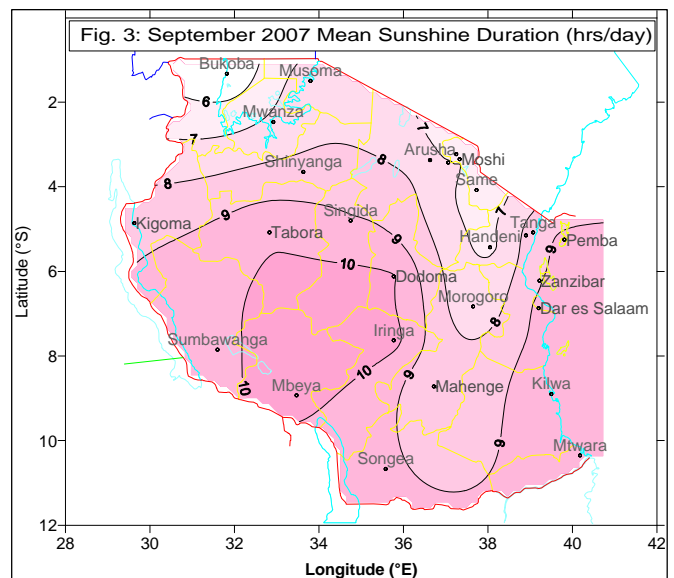 Fig. 3: September 2007 Mean Sunshine Duration (hrs/day)
Bukoba
Musoma
6
Mwanza
2
7
7
Arusha
Moshi
8
Shinyanga
8
Same
4
9
Singida
7
Kigoma
Tabora
9
Handeni
Tanga
Pemba
9
Latitude (°S)
6
10
Dodoma
Zanzibar
Morogoro
8
Dar es Salaam
Iringa
Sumbawanga
8
10
9
10
Mbeya
Mahenge
Kilwa
10
9
Songea
Mtwara
12
28
30
32
34
36
38
40
42
Longitude (°E)